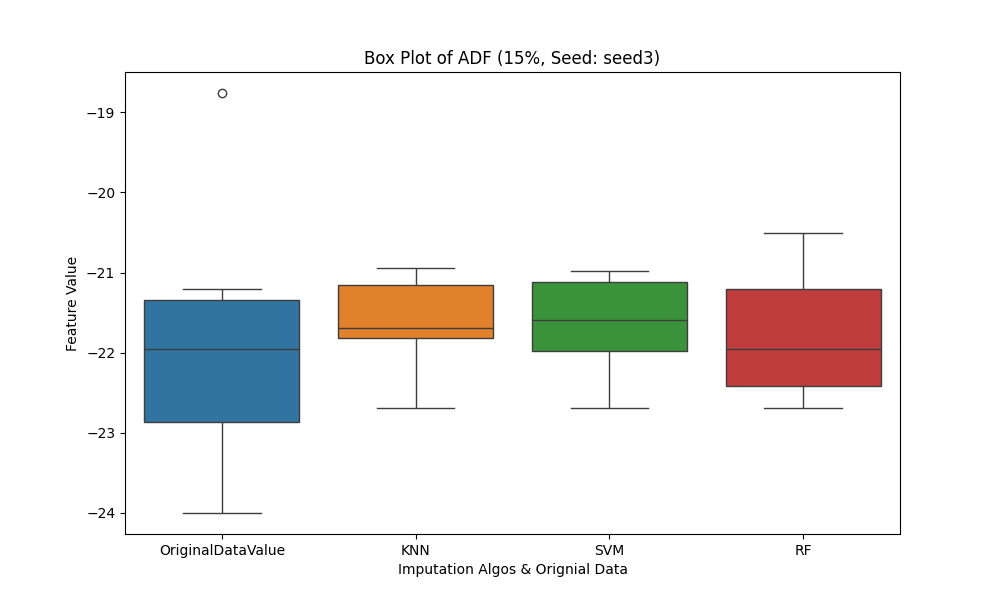 Box Plot of ADF (15%, Seed: seed3)
Feature Value
−19
−20
−21
−22
−23
−24
OriginalDataValue
KNN
SVM
RF
Imputation Algos & Orignial Data